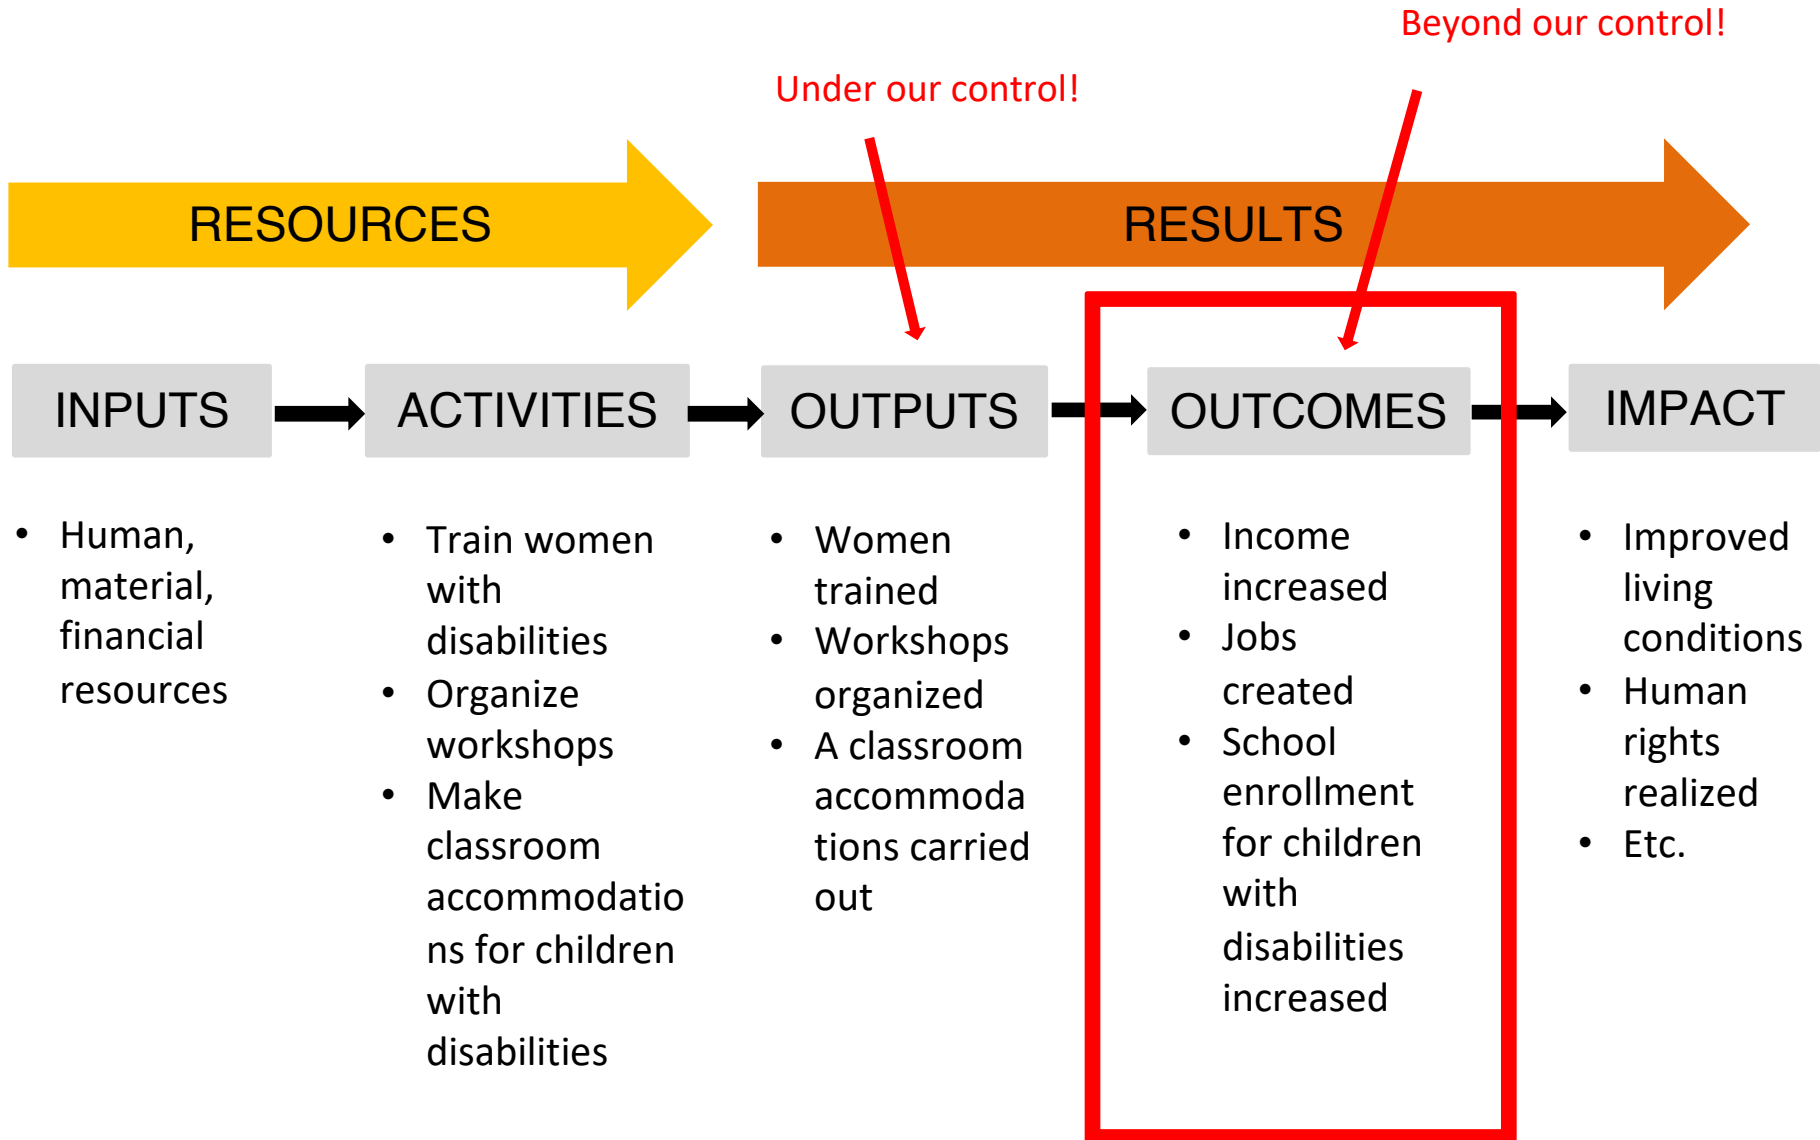 Beyond our control!
Under our control!
RESOURCES
RESULTS
INPUTS
ACTIVITIES
OUTPUTS
OUTCOMES
IMPACT
• Human,
material,
financial
resources
• Train women
with
disabilities
• Organize
workshops
• Make
classroom
accommodatio
ns for children
with
disabilities
• Women
trained
• Workshops
organized
• A classroom
accommoda
tions carried
out
• Income
increased
• Jobs
created
• School
enrollment
for children
with
disabilities
increased
• Improved
living
conditions
• Human
rights
realized
• Etc.